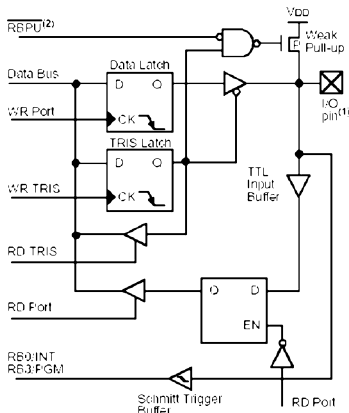 VDD
RBPU(2)
Weak
Pull-up
P
Data Latch
Data Bus
D Q
WR Port
CK
I/O
pin(1)
TRIS Latch
D Q
WR TRIS
CK
TTL
Input
Buffer
RD TRIS
Q D
RD Port
EN
RB0/INT
RB3/PGM
Schmitt Trigger
Buffer
RD Port